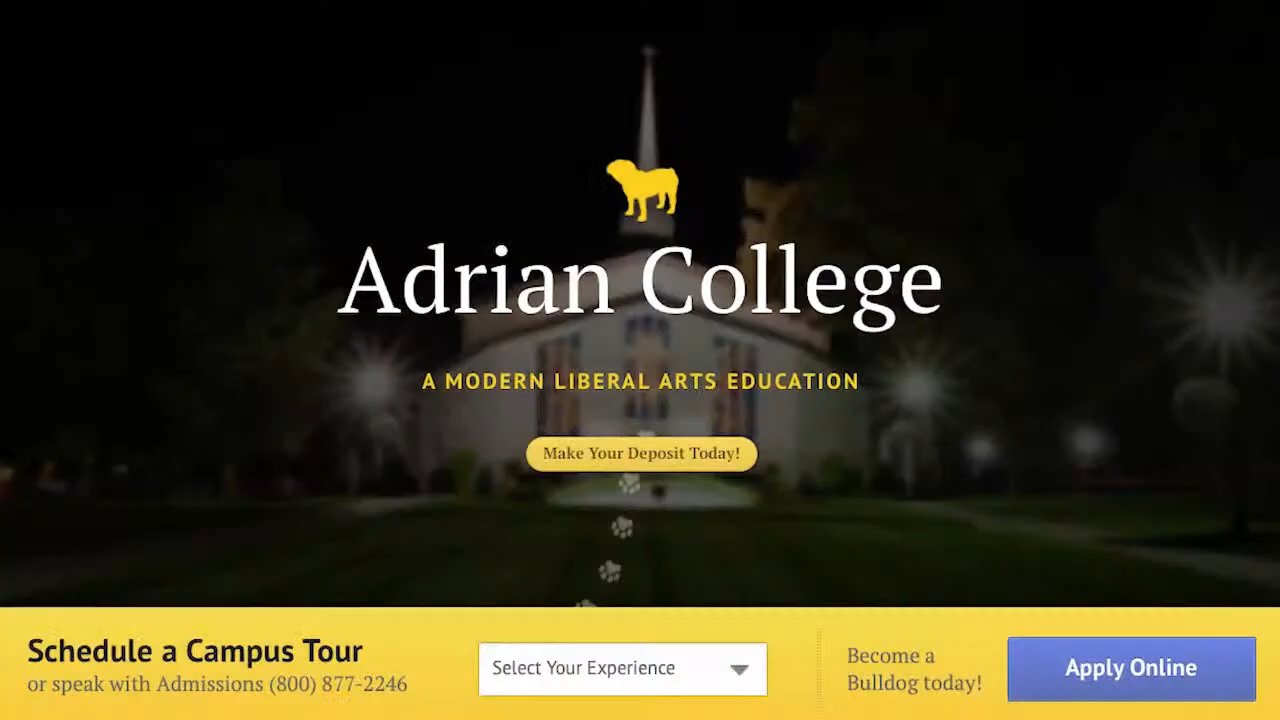 Adrian College
A MODERN LIBERAL ARTS EDUCATION
Make Your Deposit Today!
Schedule a Campus Tour
or speak with Admissions (800) 877-2246
Select Your Experience
Become a
Bulldog today!
Apply Online